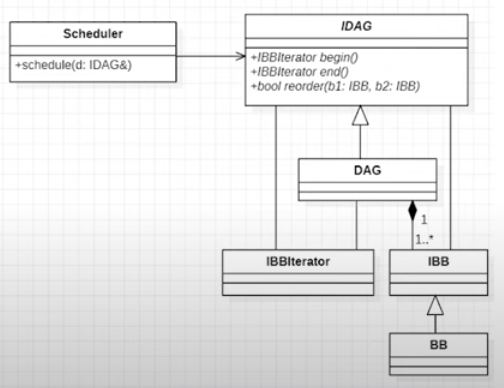 Scheduler
+schedule(d: IDAG&)
IDAG
+IBBIterator begin()
+IBBIterator end()
+bool reorder(b1: IBB, b2: IBB)
DAG
1
1..*
IBBIterator
IBB
BB